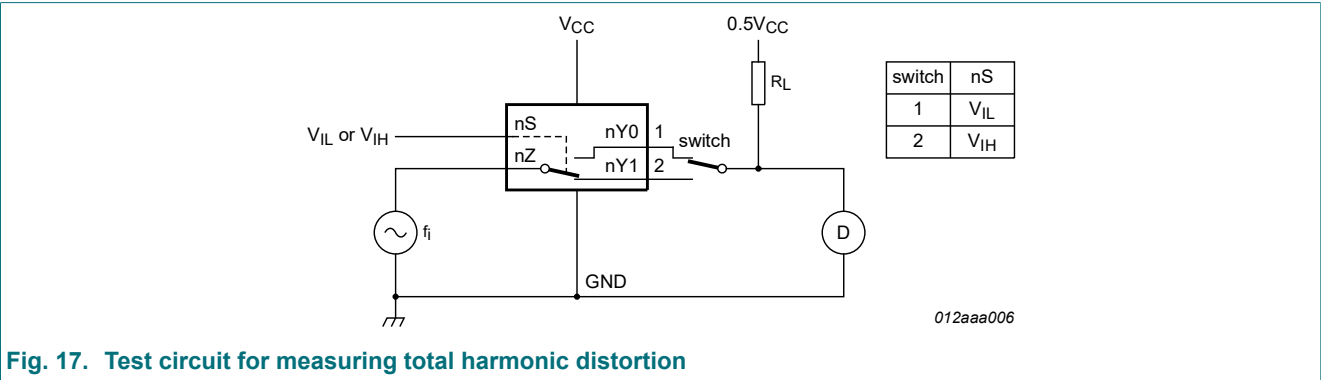 VCC
0.5VCC
RL
switch nS
1 VIL
2 VIH
VIL or VIH
nS
nZ
nY0 1
nY1 2
switch
fi
D
GND
012aaa006
Fig. 17. Test circuit for measuring total harmonic distortion